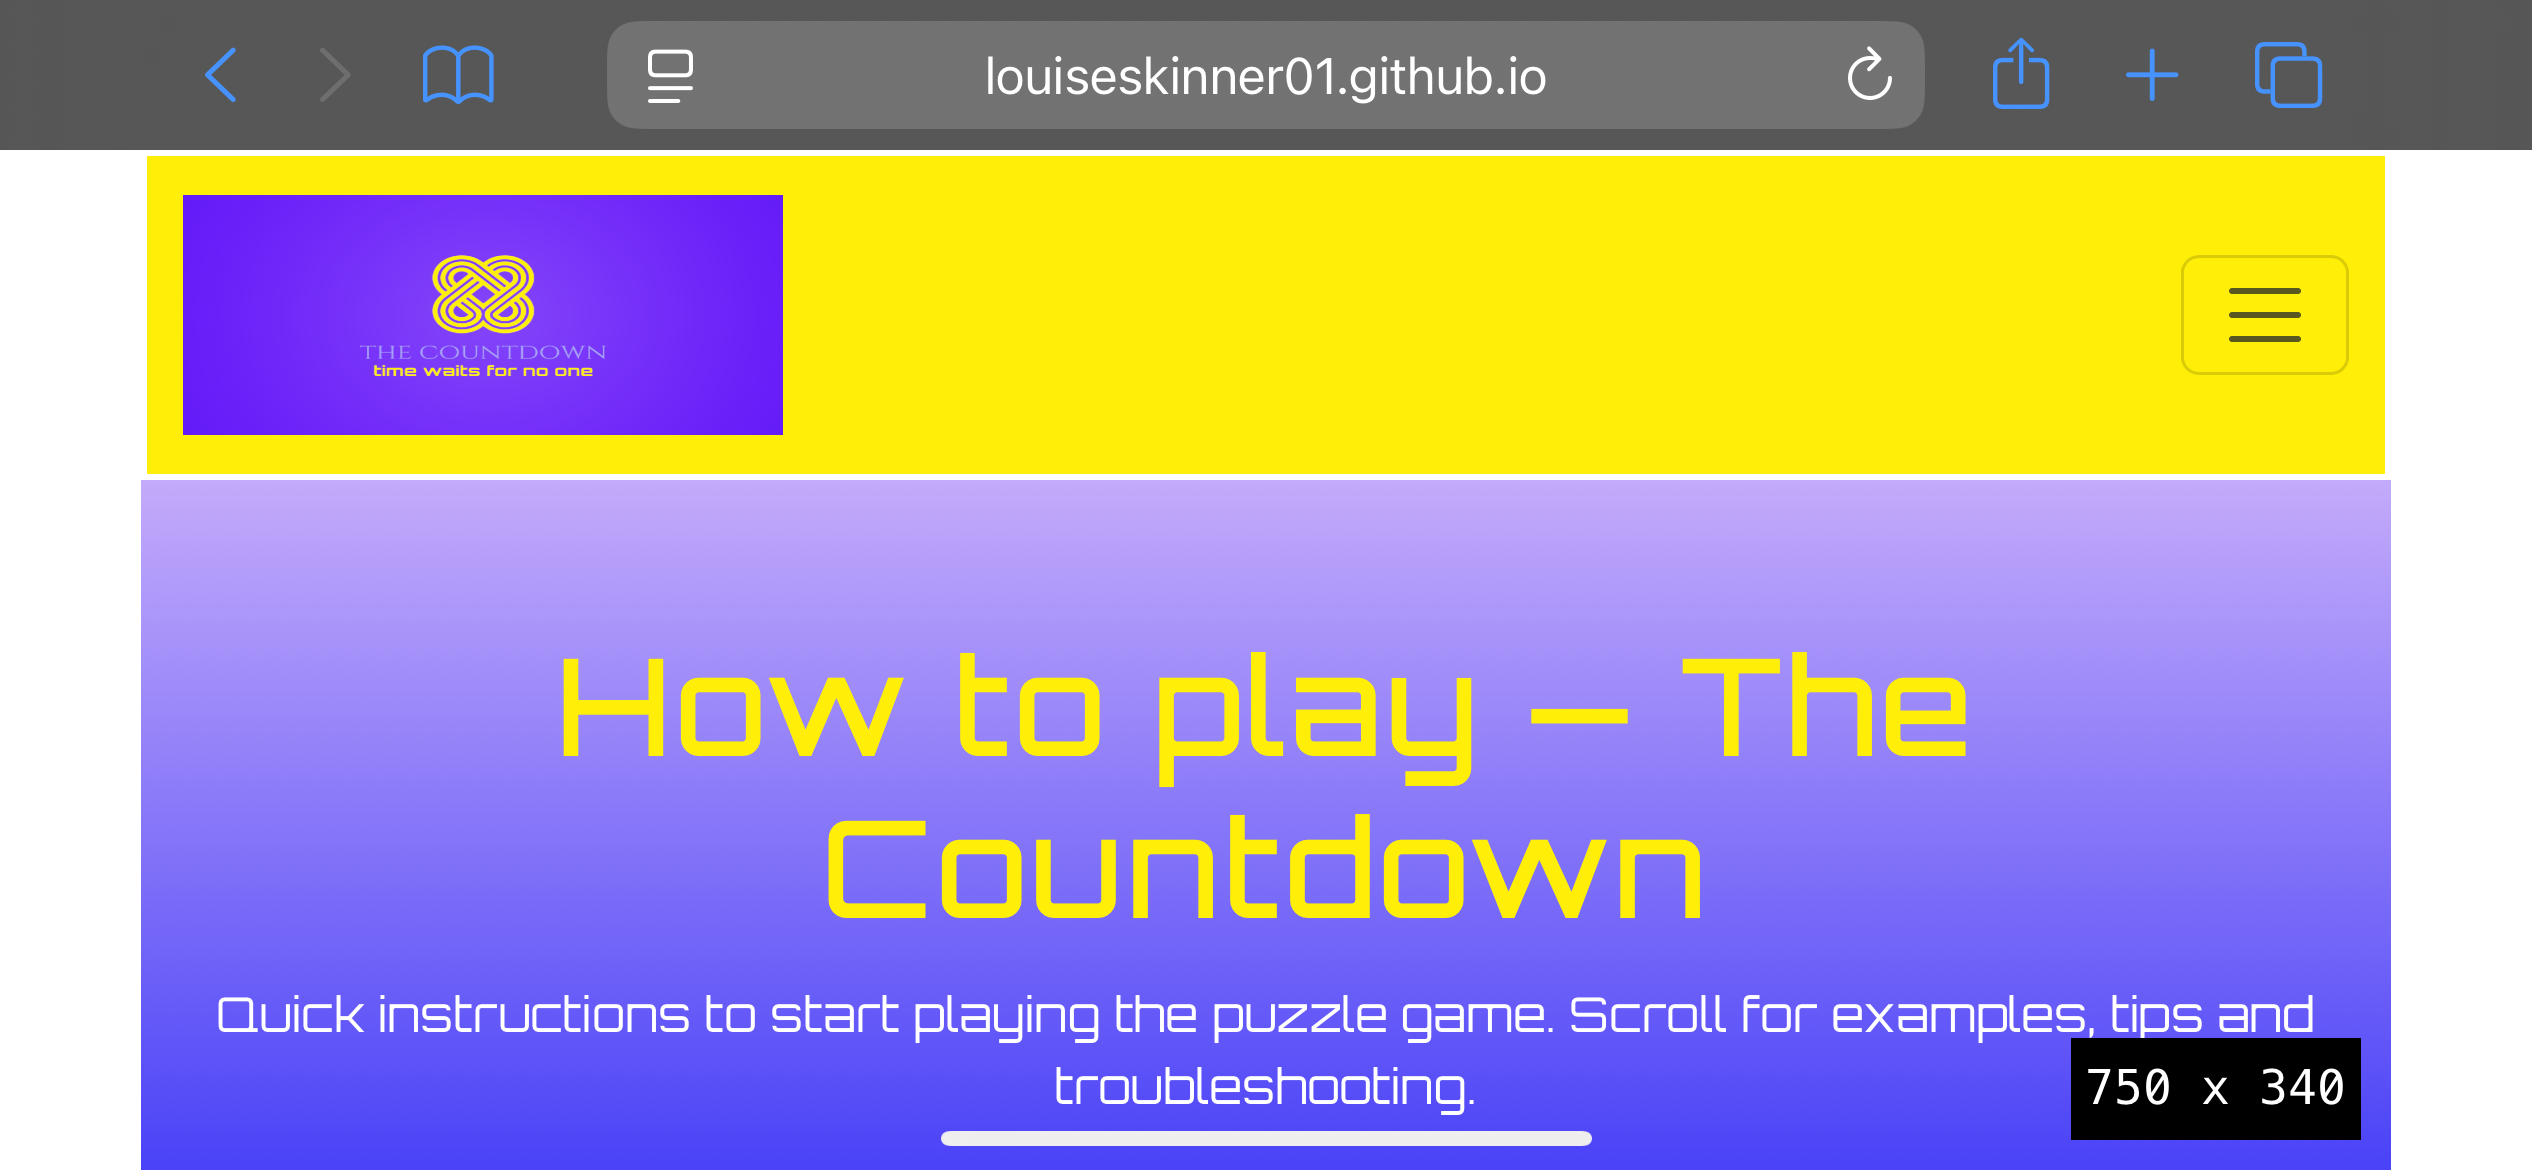 louiseskinner01.github.io
THE COUNTDOWN
time waits for no one
How to play – The
Countdown
Quick instructions to start playing the puzzle game. Scroll for examples, tips and
troubleshooting.
750 x 340